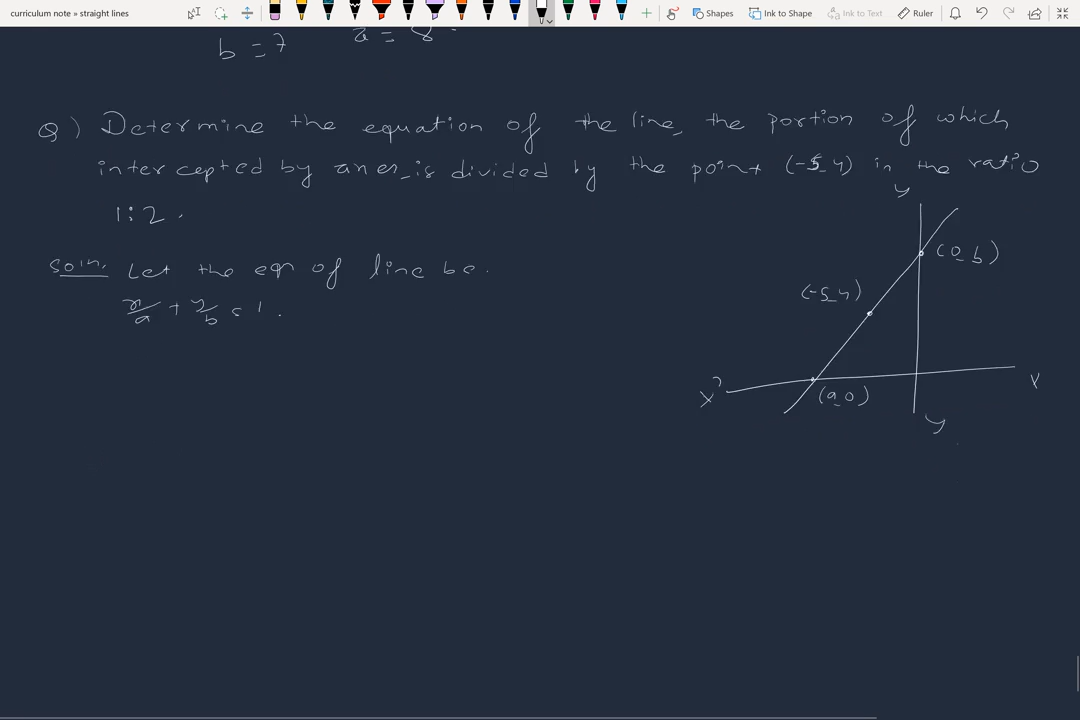 curriculum note » straight lines
Shapes Ink to Shape Ink to Text Ruler
b = 7 a = 8.
Q) Determine the equation of the line, the portion of which
intercepted by axes, is divided by the point (-5,4) in the ratio
1:2.
Soln. Let the eqn of line be.
x/a + y/b = 1.
y
(0,b)
(-5,4)
X'
(a,0)
X
y